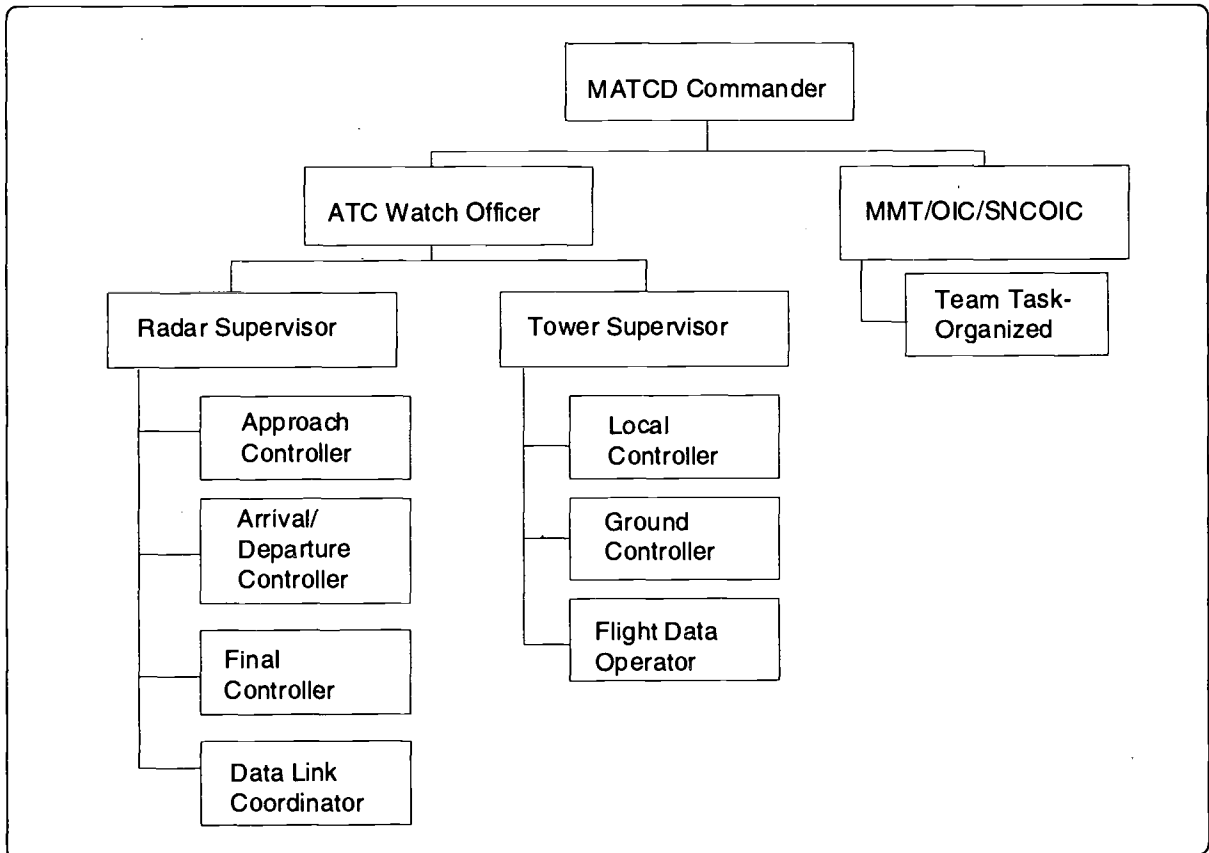 MATCD Commander
ATC Watch Officer
MMT/OIC/SNCOIC
Team Task-
Organized
Radar Supervisor
Tower Supervisor
Approach
Controller
Arrival/
Departure
Controller
Final
Controller
Data Link
Coordinator
Local
Controller
Ground
Controller
Flight Data
Operator